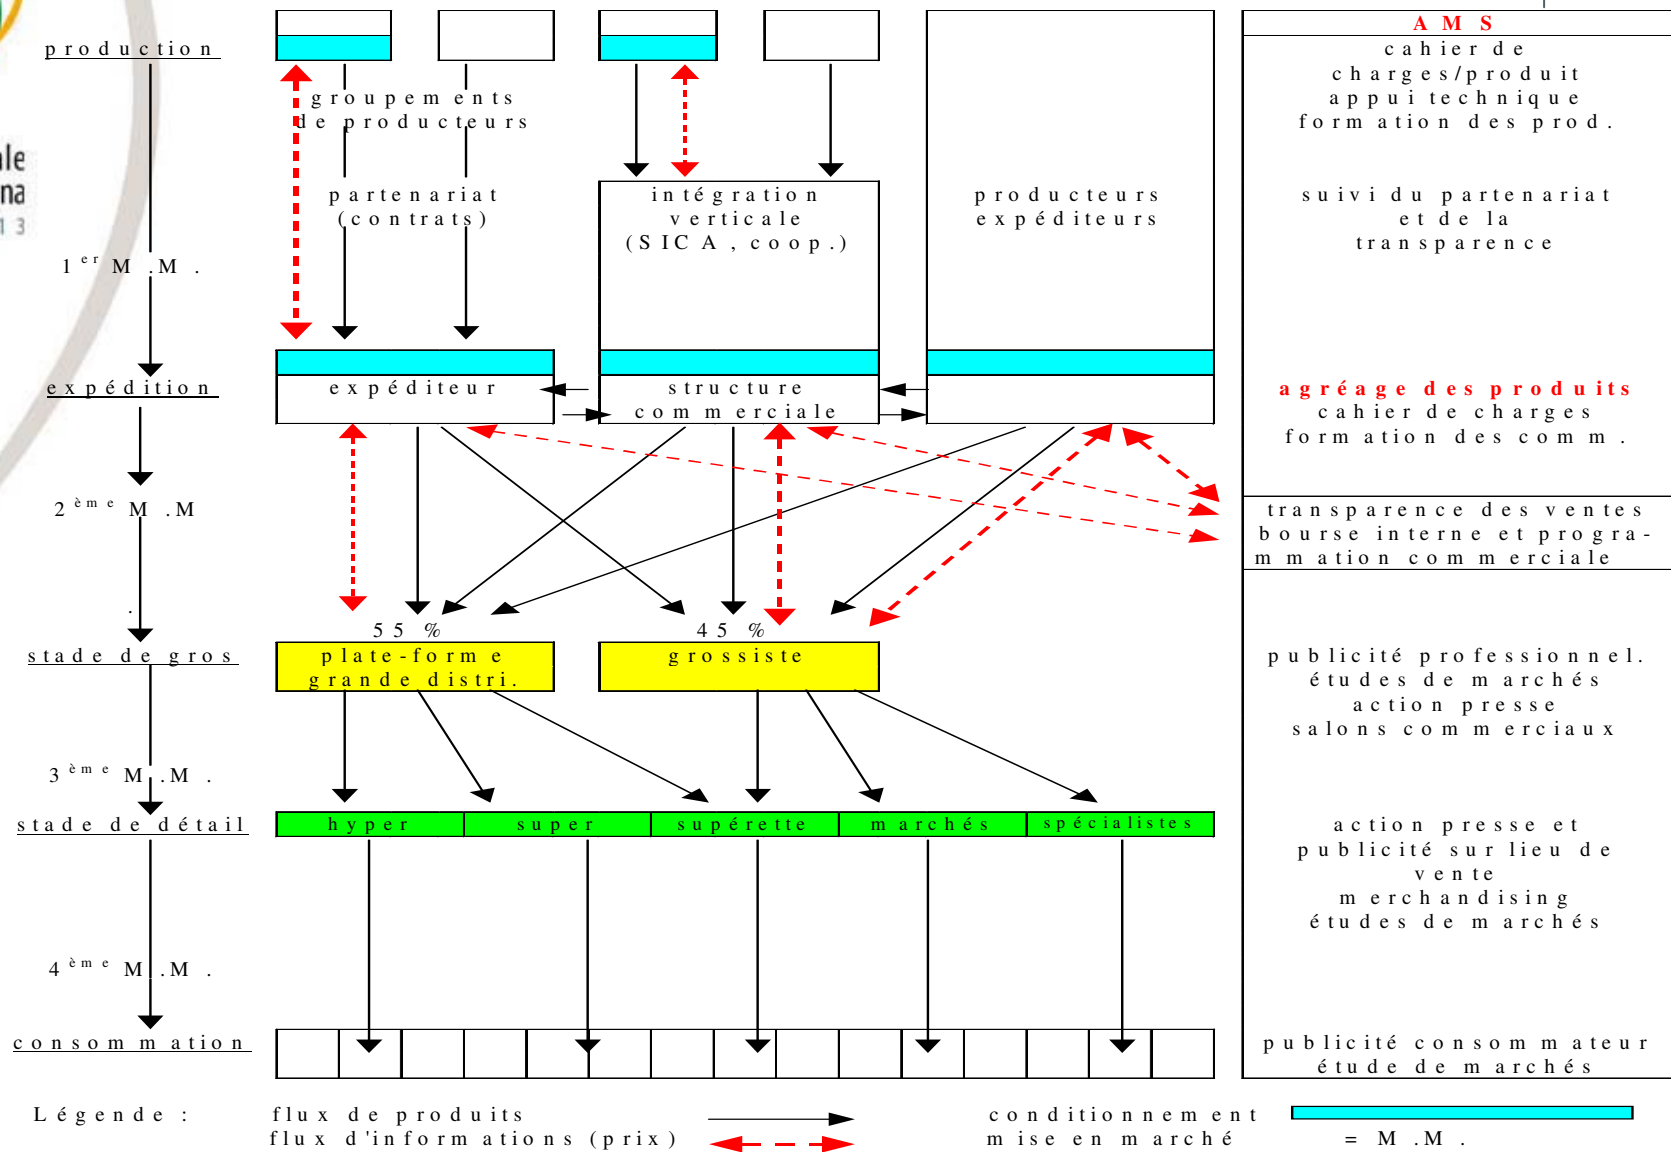 ale
na
1 3
production
groupements
de producteurs
partenariat
(contrats)
intégration
verticale
(SICA, coop.)
producteurs
expéditeurs
1er M.M.
expédition
expéditeur
structure
commerciale
2ème M.M
.
55 %
45 %
stade de gros
plate-forme
grande distri.
grossiste
3ème M.M.
stade de détail
hyper
super
supérette
marchés
spécialistes
4ème M.M.
consommation
AMS
cahier de
charges/produit
appui technique
formation des prod.
suivi du partenariat
et de la
transparence
agréage des produits
cahier de charges
formation des comm.
transparence des ventes
bourse interne et progra-
mmation commerciale
publicité professionnel.
études de marchés
action presse
salons commerciaux
action presse et
publicité sur lieu de
vente
merchandising
études de marchés
publicité consommateur
étude de marchés
Légende :
flux de produits
flux d'informations (prix)
conditionnement
mise en marché = M.M.